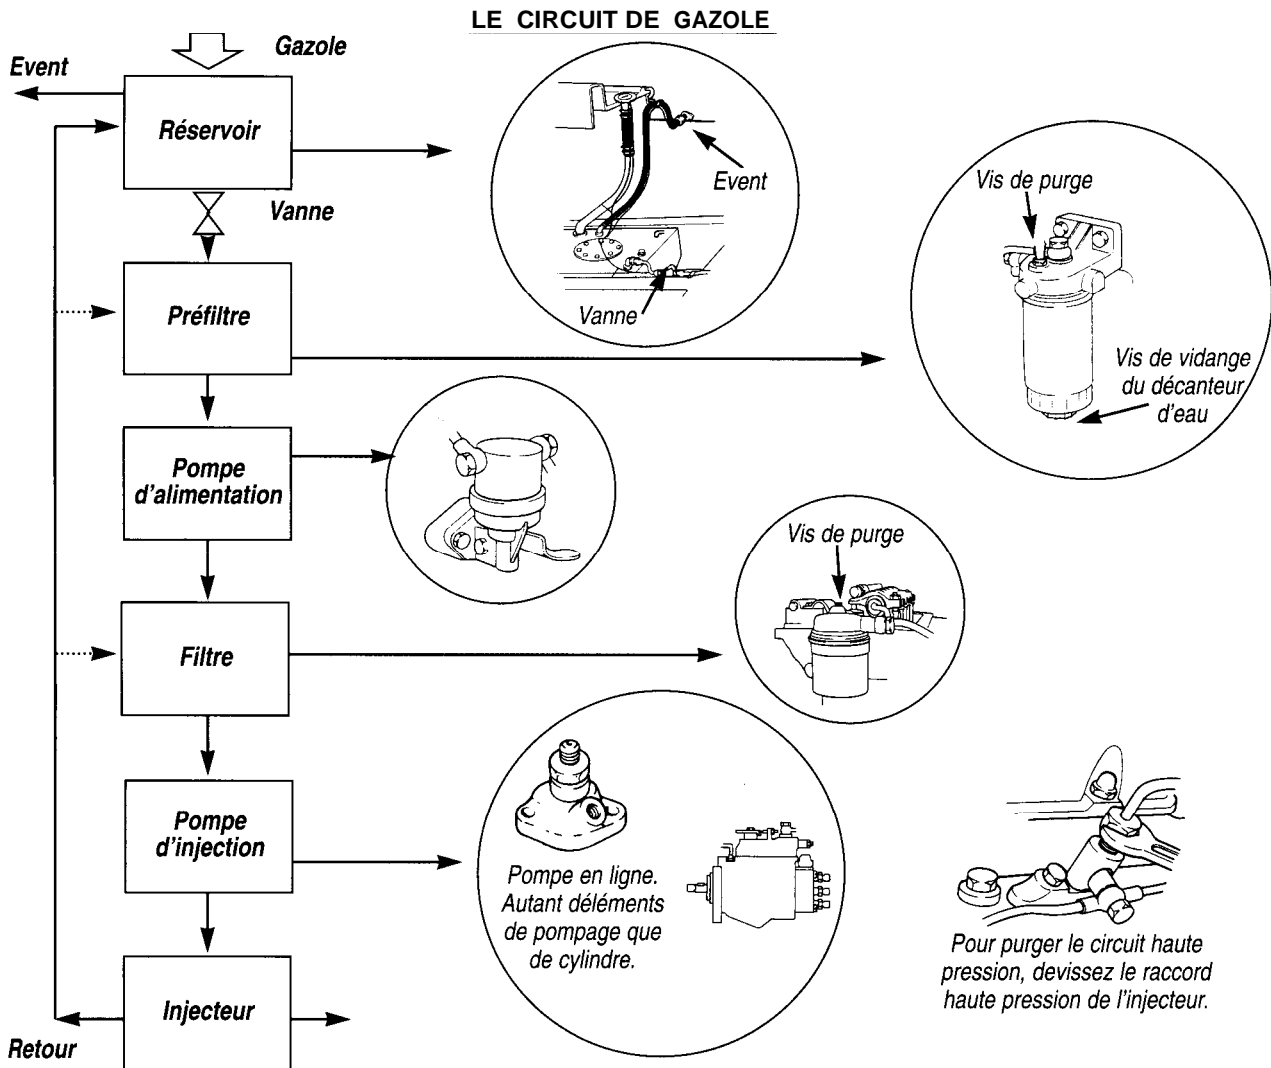 LE CIRCUIT DE GAZOLE
Gazole
Event
Réservoir
Vanne
Event
Vanne
Vis de purge
Vis de vidange
du décanteur
d'eau
Préfiltre
Pompe
d'alimentation
Vis de purge
Filtre
Pompe
d'injection
Pompe en ligne.
Autant déléments
de pompage que
de cylindre.
Pour purger le circuit haute
pression, devissez le raccord
haute pression de l'injecteur.
Injecteur
Retour